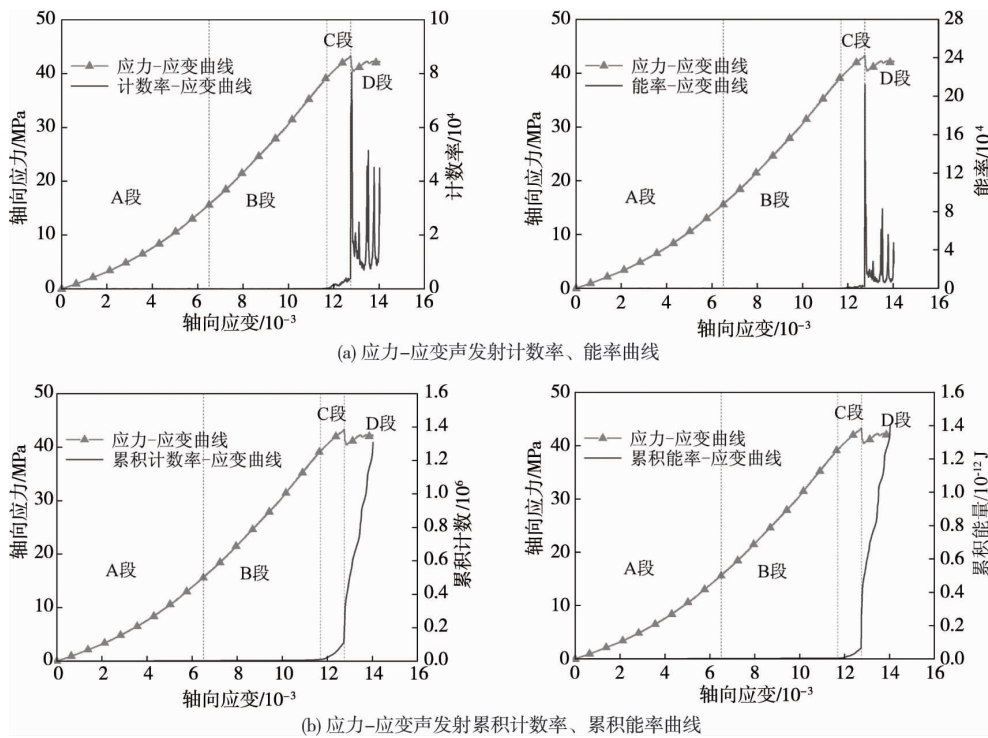 50
40
30
20
10
0
轴向应力/MPa
应力-应变曲线
计数率-应变曲线
A段
B段
C段
D段
10
8
6
4
2
0
计数率/10⁴
0 2 4 6 8 10 12 14 16
轴向应变/10⁻³
50
40
30
20
10
0
轴向应力/MPa
应力-应变曲线
能率-应变曲线
A段
B段
C段
D段
28
24
20
16
12
8
4
0
能率/10⁻⁴
0 2 4 6 8 10 12 14 16
轴向应变/10⁻³
(a) 应力-应变声发射计数率、能率曲线
50
40
30
20
10
0
轴向应力/MPa
应力-应变曲线
累积计数率-应变曲线
A段
B段
C段
D段
1.6
1.4
1.2
1.0
0.8
0.6
0.4
0.2
0.0
累积计数/10⁶
0 2 4 6 8 10 12 14 16
轴向应变/10⁻³
50
40
30
20
10
0
轴向应力/MPa
应力-应变曲线
累积能率-应变曲线
A段
B段
C段
D段
1.6
1.4
1.2
1.0
0.8
0.6
0.4
0.2
0.0
累积能量/10⁻¹²J
0 2 4 6 8 10 12 14 16
轴向应变/10⁻³
(b) 应力-应变声发射累积计数率、累积能率曲线